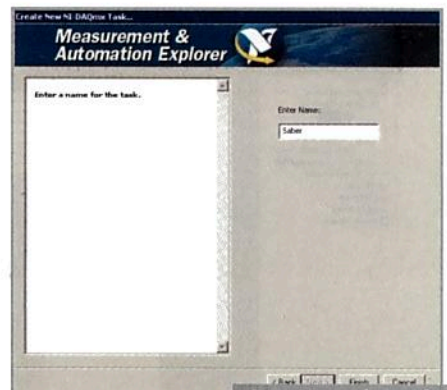 Create New NI-DAQmx Task...
Measurement &
Automation Explorer
Enter a name for the task.
Enter Name:
Saber
< Back
Finish
Cancel